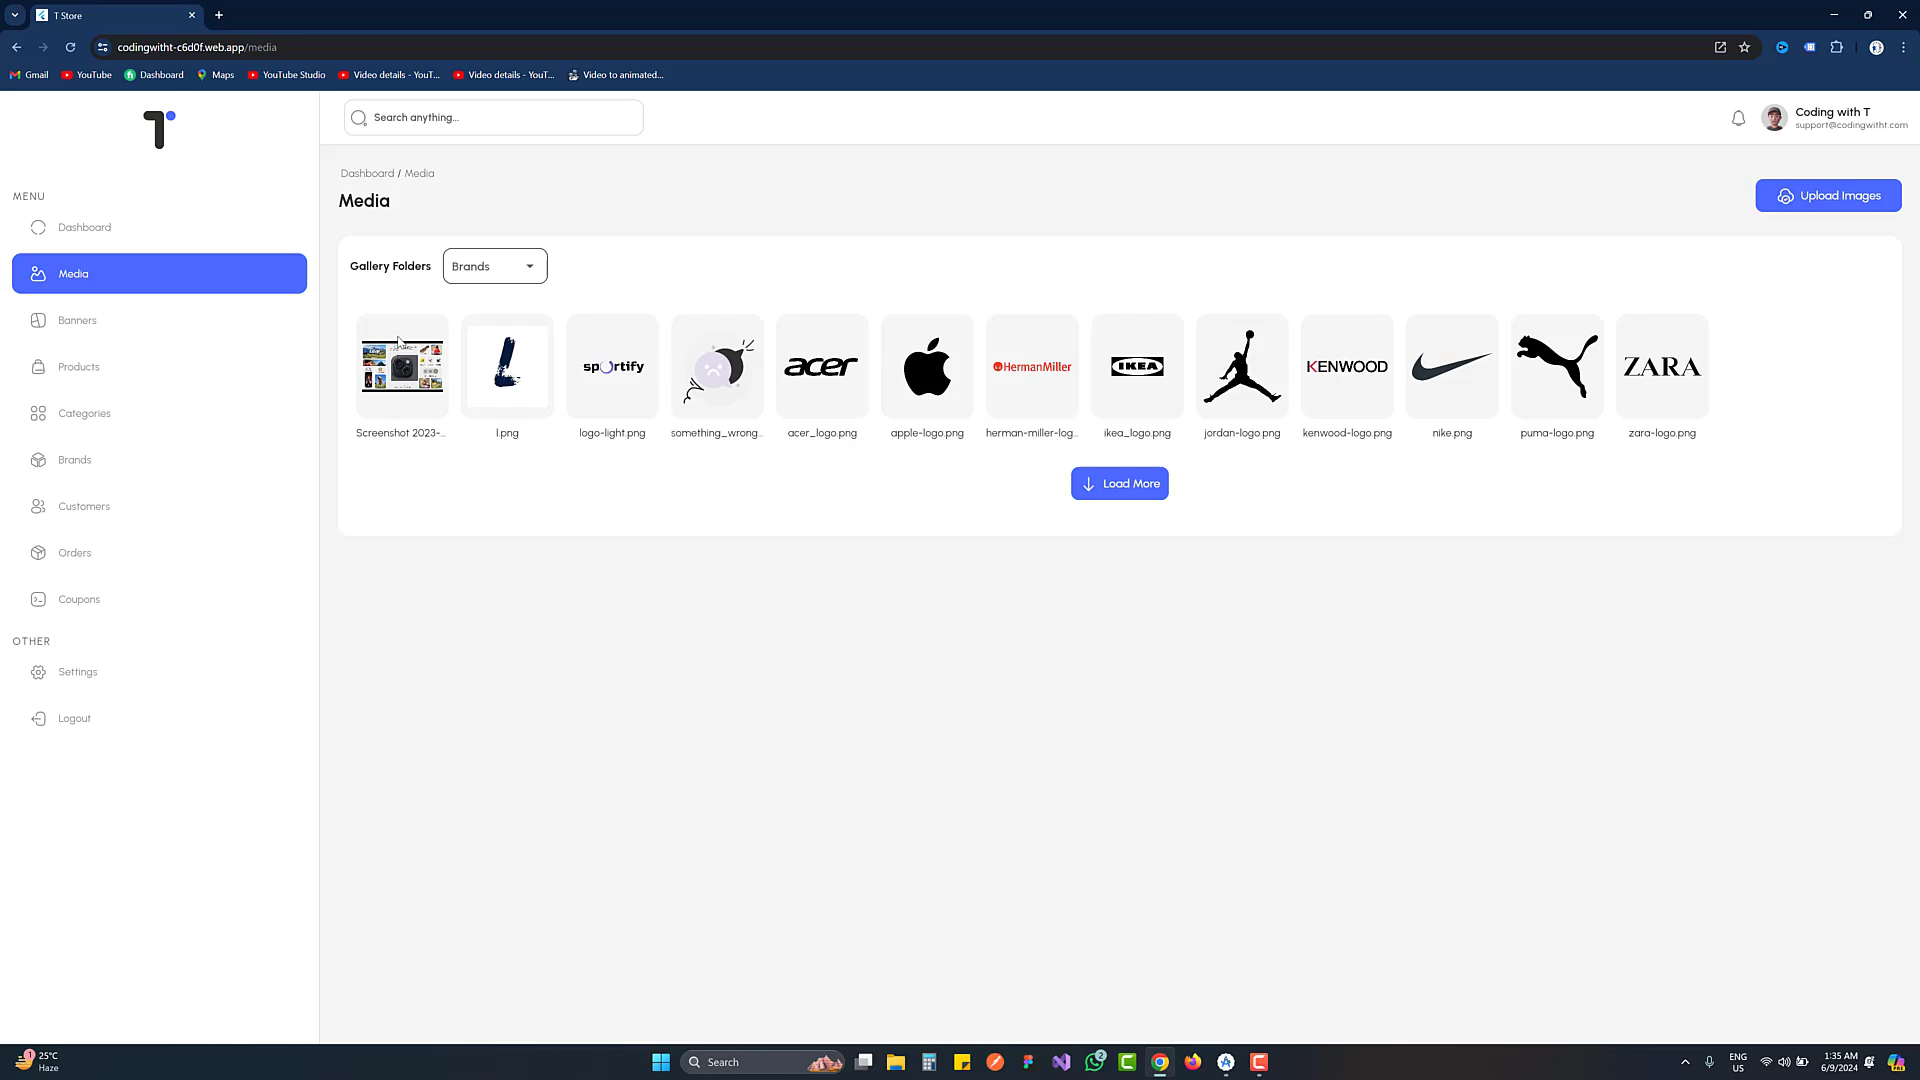 T Store
codingwitht-c6d0f.web.app/media
Gmail
YouTube
Dashboard
Maps
YouTube Studio
Video details - YouT...
Video details - YouT...
Video to animated...
Search anything...
Coding with T
support@codingwitht.com
MENU
Dashboard
Media
Banners
Products
Categories
Brands
Customers
Orders
Coupons
OTHER
Settings
Logout
Dashboard / Media
Media
Upload Images
Gallery Folders
Brands
L
sportify
acer
HermanMiller
IKEA
KENWOOD
ZARA
Screenshot 2023-...
l.png
logo-light.png
something_wrong...
acer_logo.png
apple-logo.png
herman-miller-log...
ikea_logo.png
jordan-logo.png
kenwood-logo.png
nike.png
puma-logo.png
zara-logo.png
Load More
1
25°C
Haze
Search
2
ENG
US
1:35 AM
6/9/2024
PRE